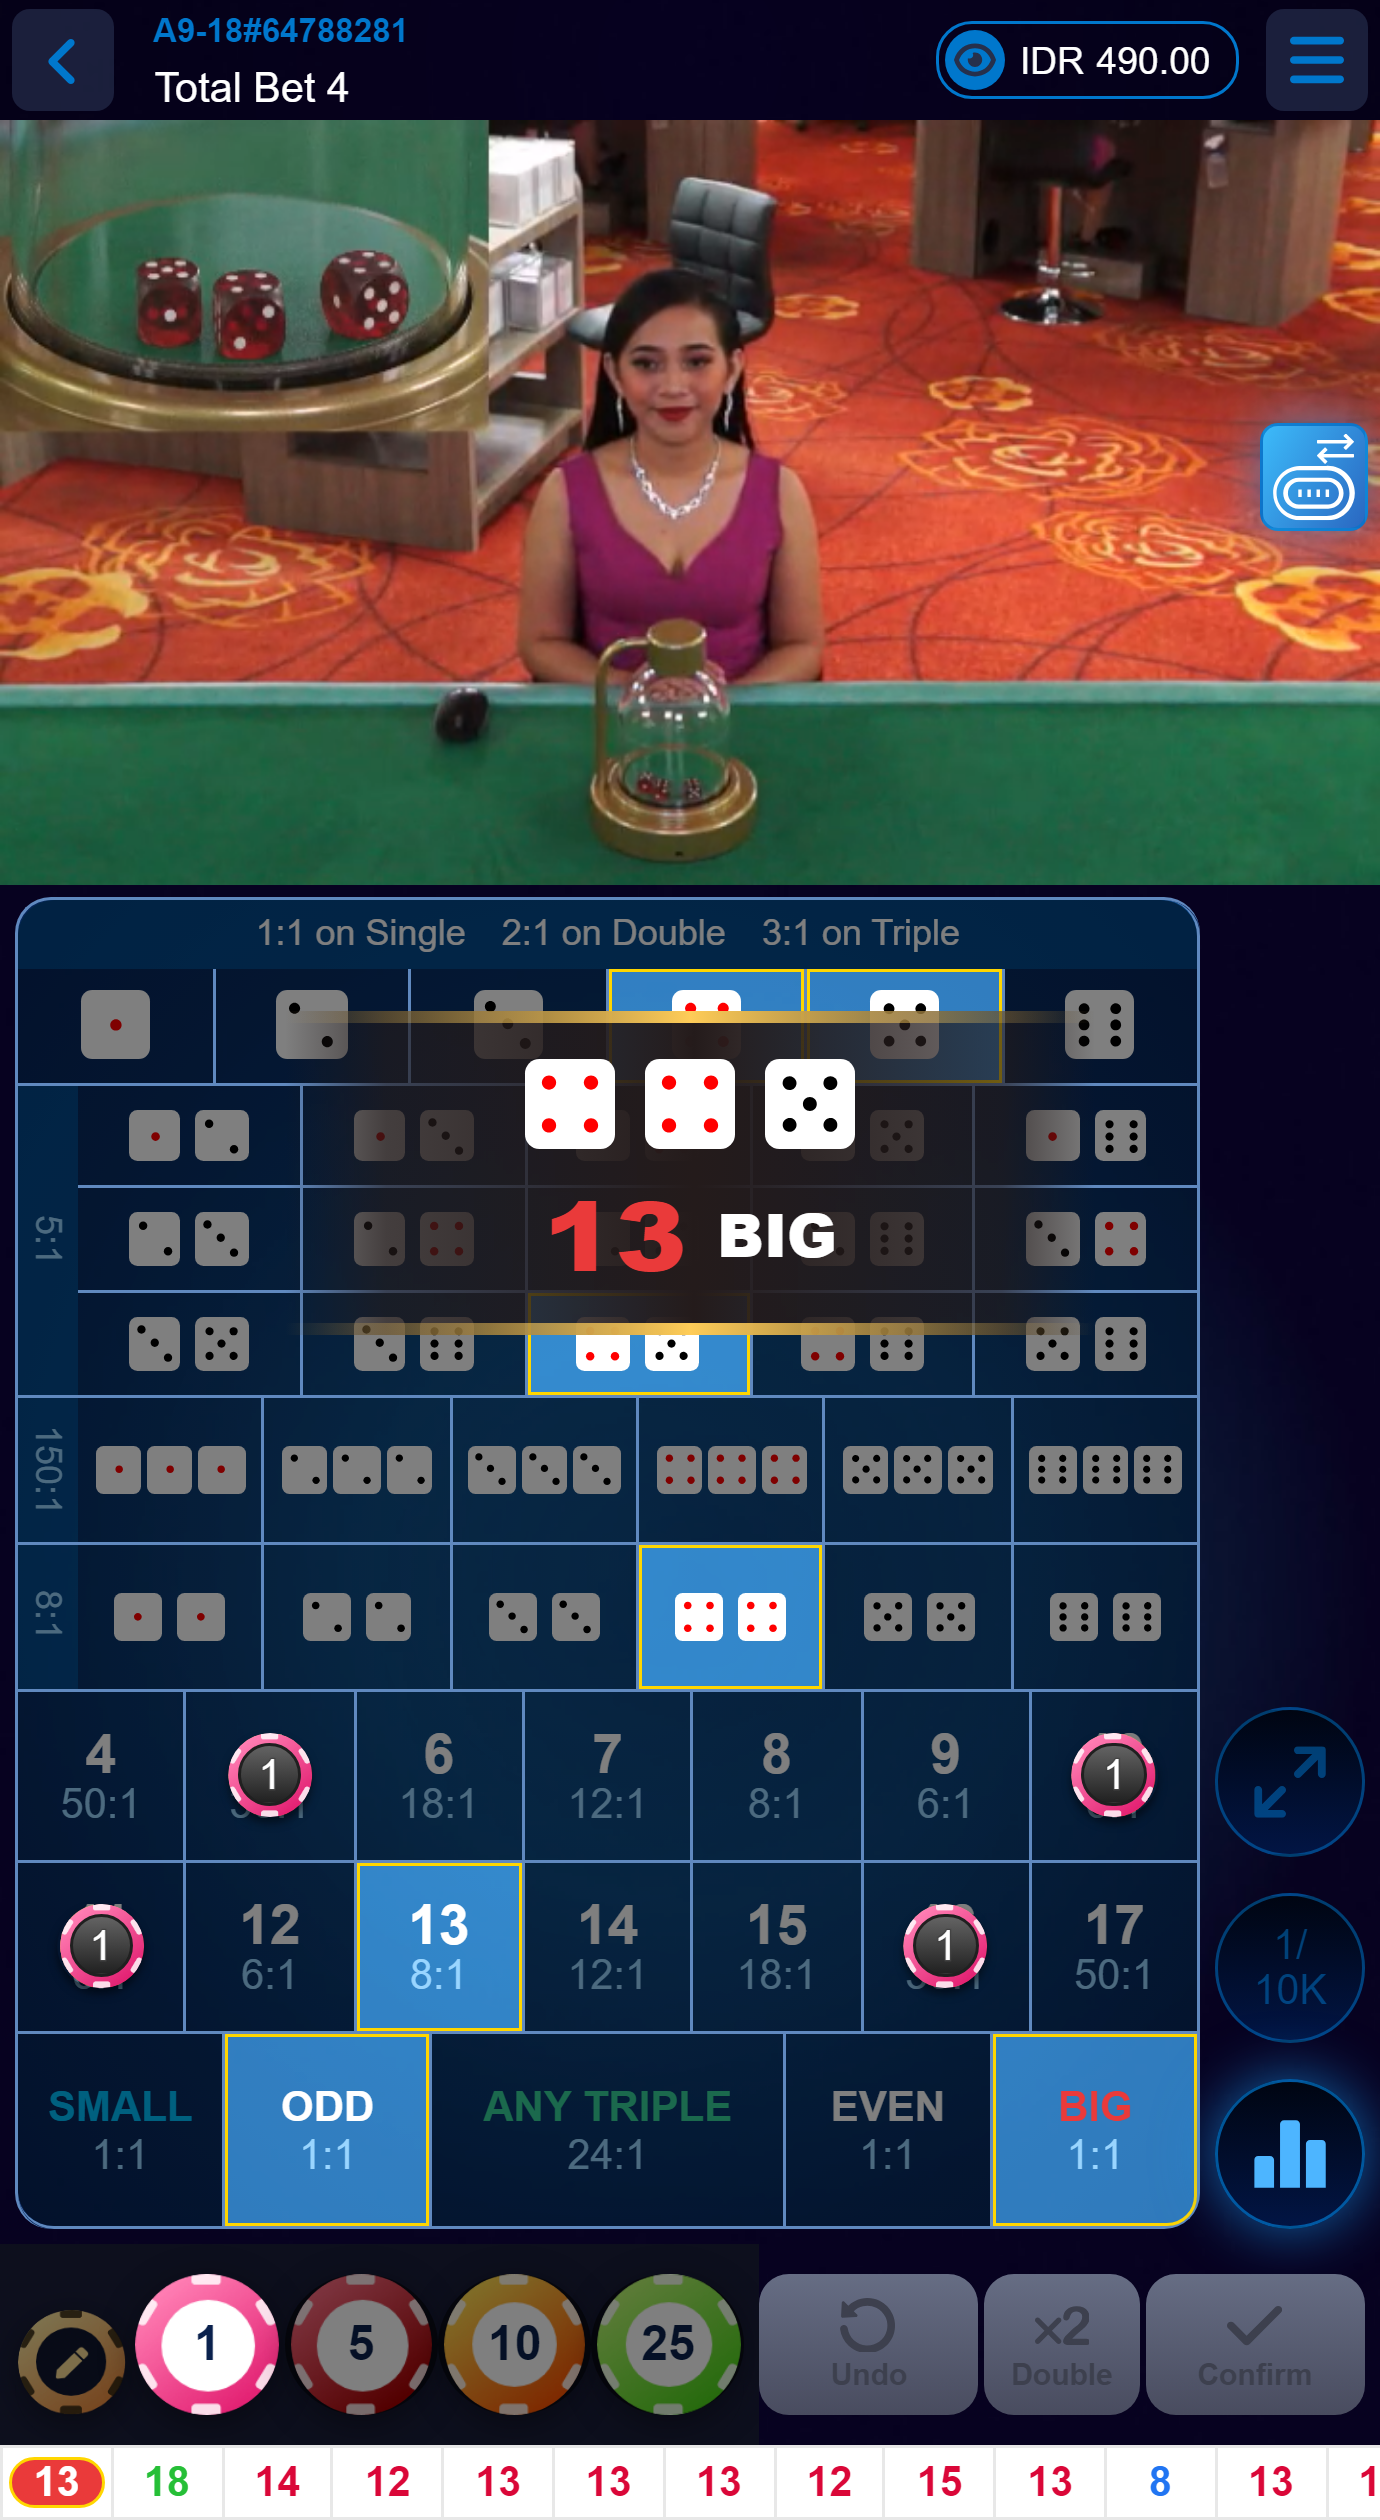 A9-18#64788281
Total Bet 4
IDR 490.00
1:1 on Single 2:1 on Double 3:1 on Triple
13 BIG
5:1
150:1
8:1
4 6 7 8 9
50:1 18:1 12:1 8:1 6:1
1 1
12 13 14 15 17
6:1 8:1 12:1 18:1 50:1
1 1
1/
10K
SMALL ODD ANY TRIPLE EVEN BIG
1:1 1:1 24:1 1:1 1:1
1 5 10 25
x2
Undo Double Confirm
13 18 14 12 13 13 13 12 15 13 8 13